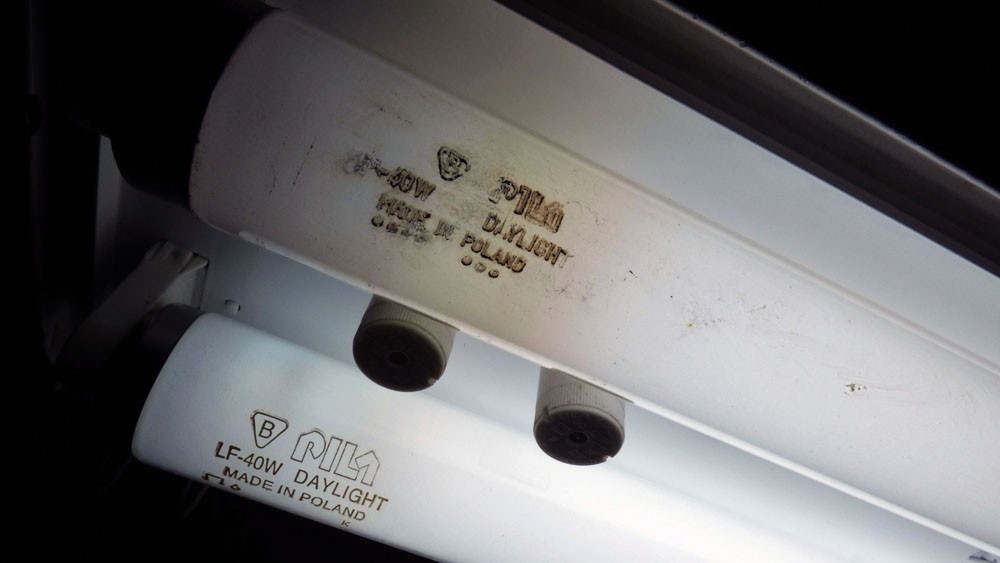 B PILA
LF-40W DAYLIGHT
MADE IN POLAND
B PILA
LF-40W DAYLIGHT
MADE IN POLAND
K